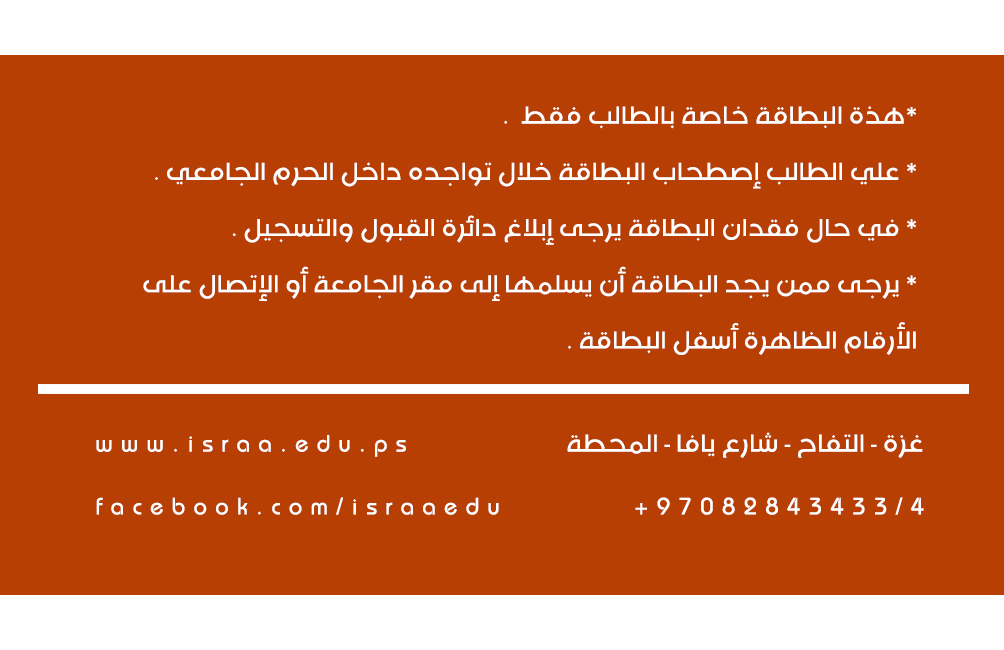 *هذة البطاقة خاصة بالطالب فقط .
* علي الطالب إصطحاب البطاقة خلال تواجده داخل الحرم الجامعي .
* في حال فقدان البطاقة يرجى إبلاغ دائرة القبول والتسجيل .
* يرجى ممن يجد البطاقة أن يسلمها إلى مقر الجامعة أو الإتصال على
الأرقام الظاهرة أسفل البطاقة .
غزة - التفاح - شارع يافا - المحطة
www.israa.edu.ps
+97082843433/4
facebook.com/israaedu